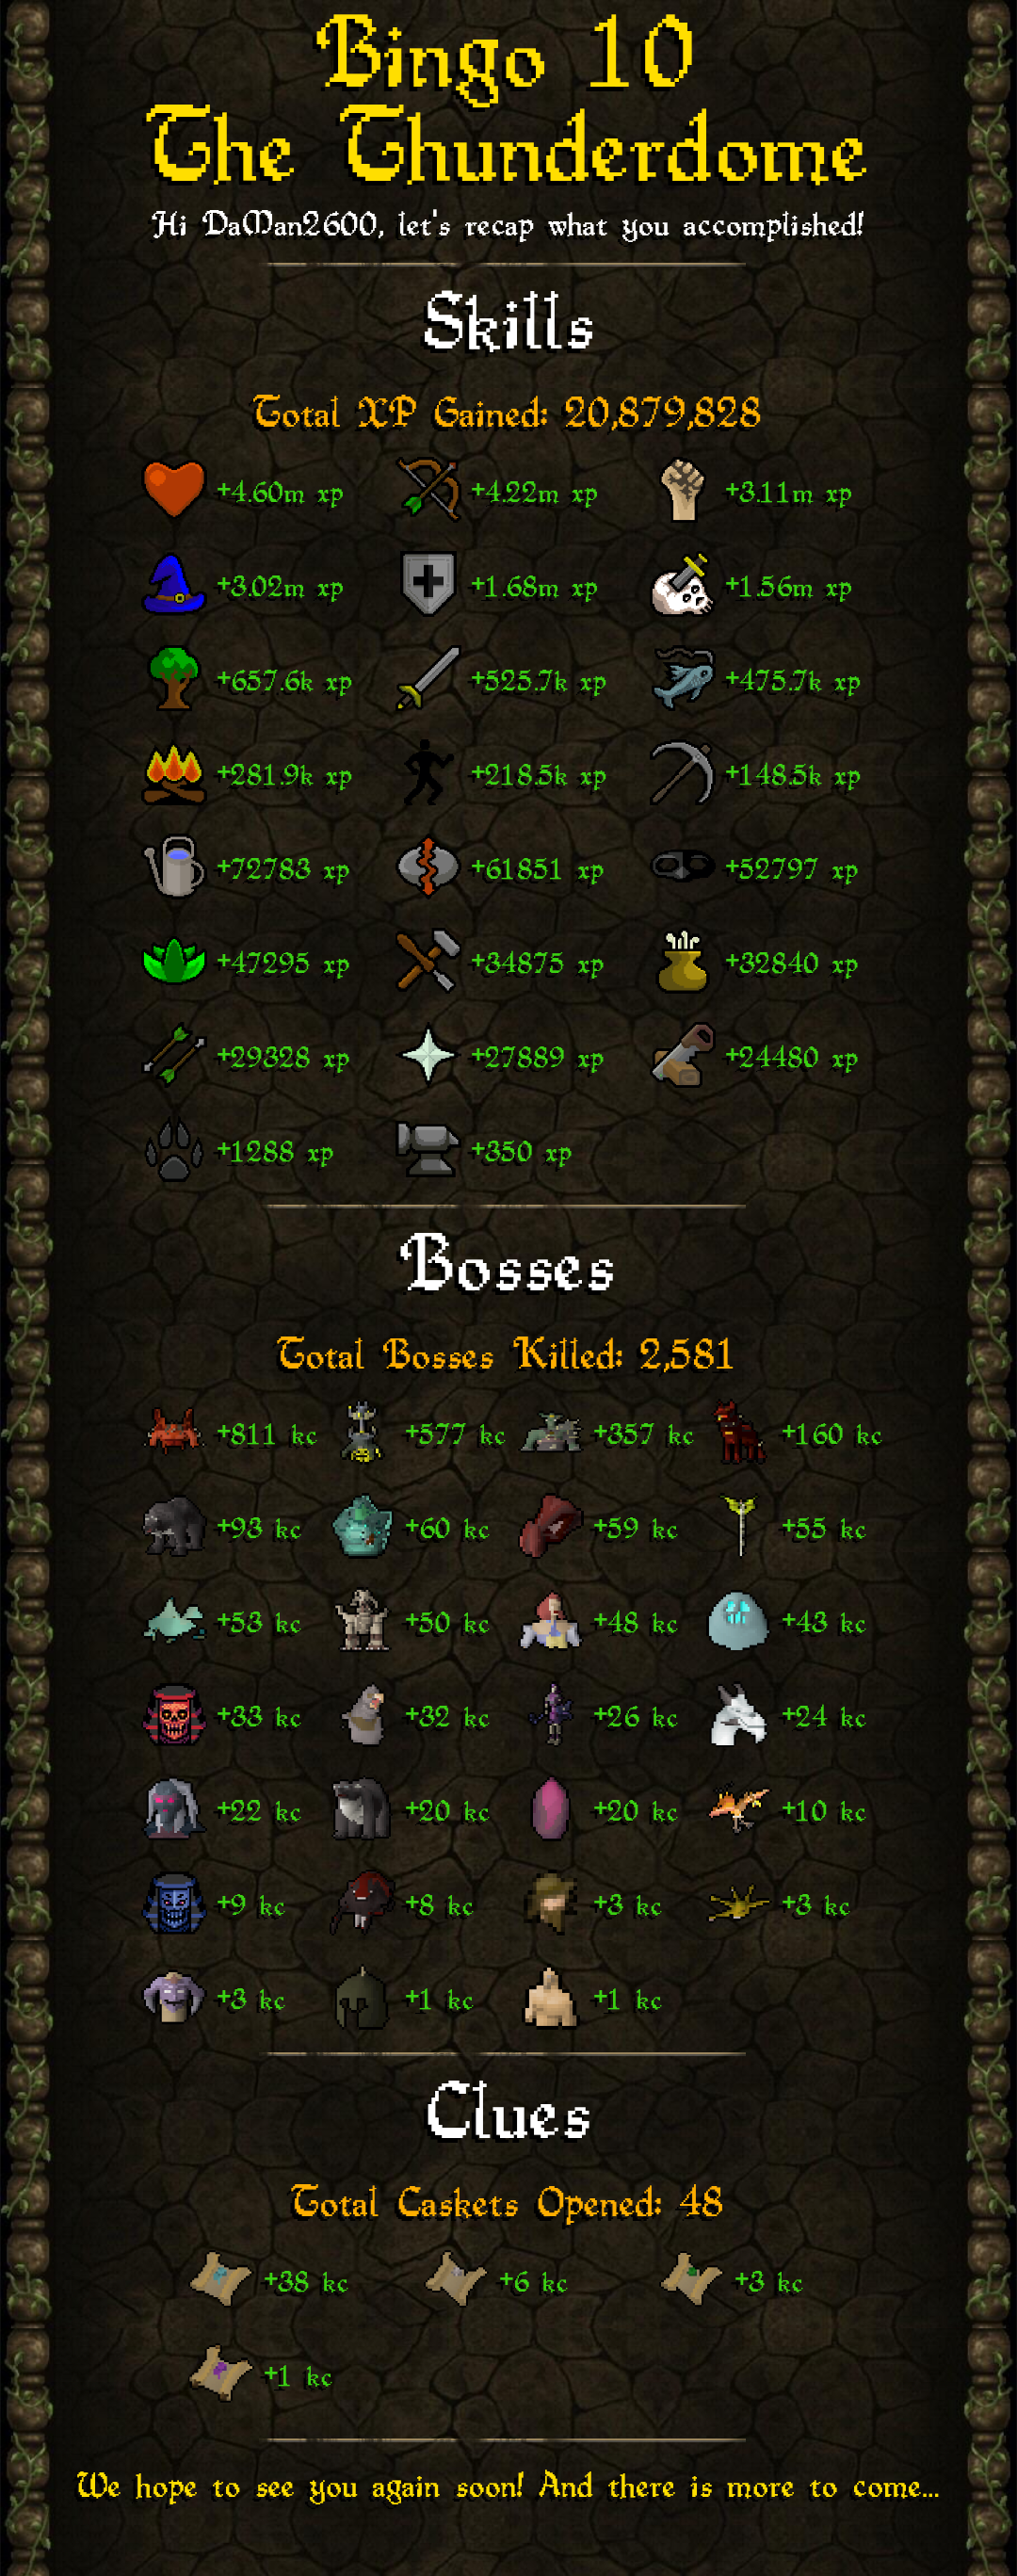 Bingo 10
The Thunderdome
Hi DaMan2600, let's recap what you accomplished!
Skills
Total XP Gained: 20,879,828
+4.60m xp +4.22m xp +3.11m xp
+3.02m xp +1.68m xp +1.56m xp
+657.6k xp +525.7k xp +475.7k xp
+281.9k xp +218.5k xp +148.5k xp
+72783 xp +61851 xp +52797 xp
+47295 xp +34875 xp +32840 xp
+29328 xp +27889 xp +24480 xp
+1288 xp +350 xp
Bosses
Total Bosses Killed: 2,581
+811 kc +577 kc +357 kc +160 kc
+93 kc +60 kc +59 kc +55 kc
+53 kc +50 kc +48 kc +43 kc
+33 kc +32 kc +26 kc +24 kc
+22 kc +20 kc +20 kc +10 kc
+9 kc +8 kc +3 kc +3 kc
+3 kc +1 kc +1 kc
Clues
Total Caskets Opened: 48
+38 kc +6 kc +3 kc
+1 kc
We hope to see you again soon! And there is more to come...